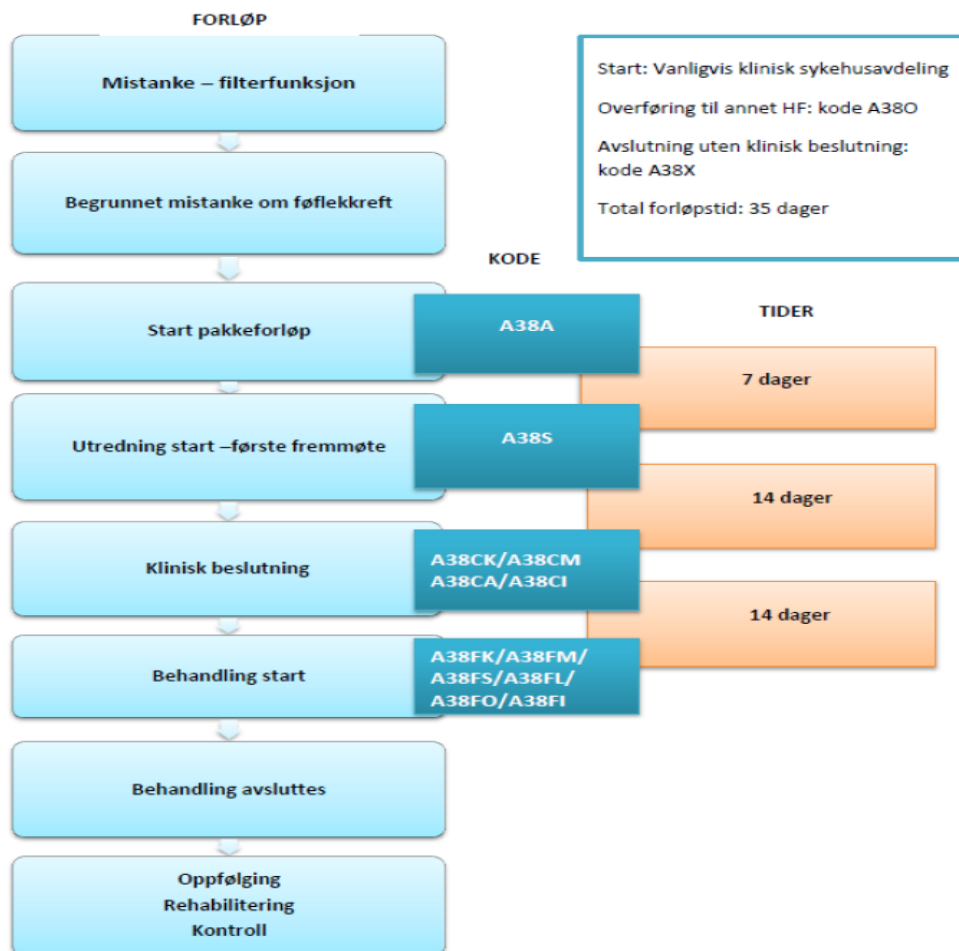 FORLØP
Mistanke – filterfunksjon
Begrunnet mistanke om føflekkreft
Start: Vanligvis klinisk sykehusavdeling
Overføring til annet HF: kode A38O
Avslutning uten klinisk beslutning:
kode A38X
Total forløpstid: 35 dager
KODE
TIDER
Start pakkeforløp
A38A
7 dager
Utredning start –første fremmøte
A38S
14 dager
Klinisk beslutning
A38CK/A38CM
A38CA/A38CI
14 dager
Behandling start
A38FK/A38FM/
A38FS/A38FL/
A38FO/A38FI
Behandling avsluttes
Oppfølging
Rehabilitering
Kontroll